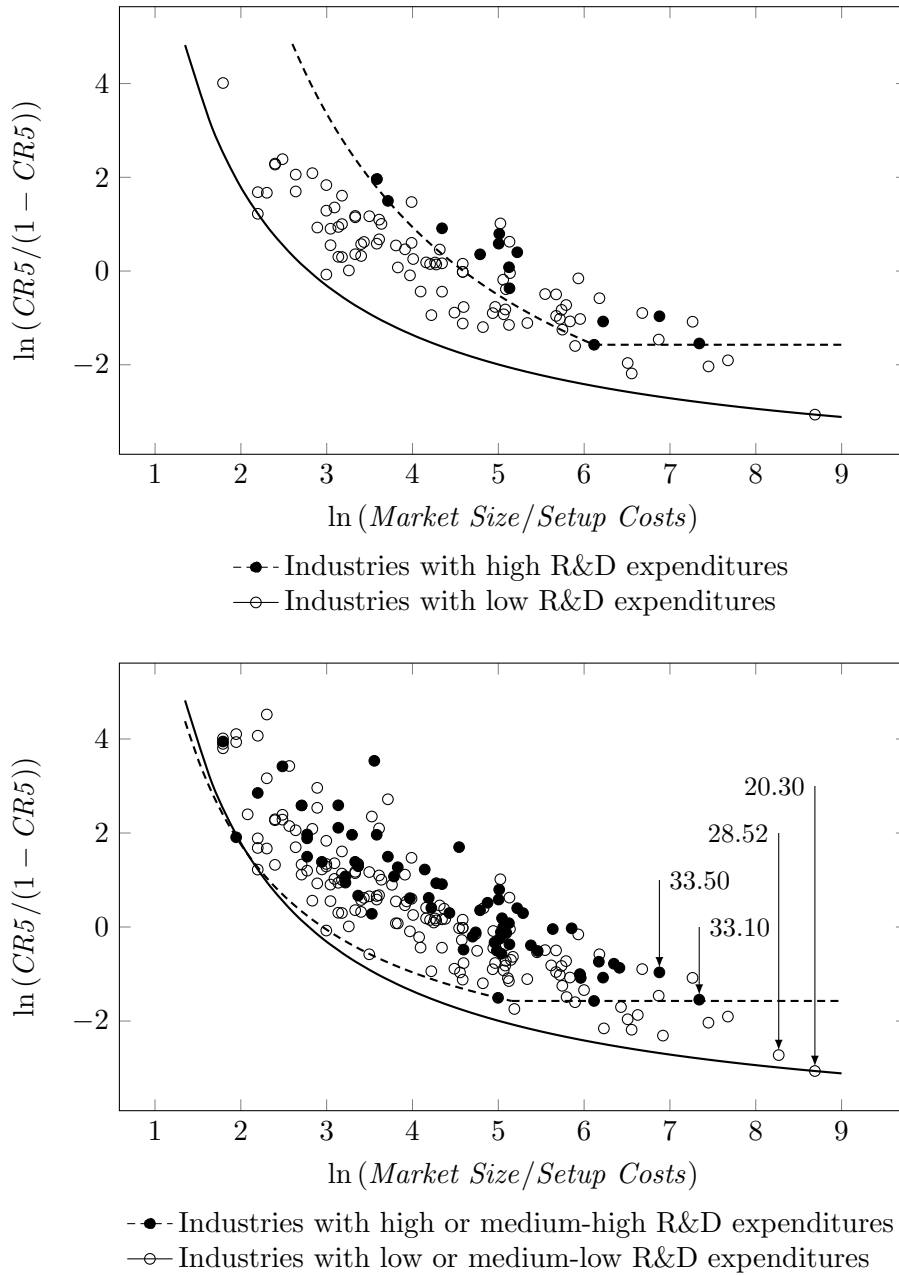 4
2
0
−2
ln (CR5/(1 − CR5))
1 2 3 4 5 6 7 8 9
ln (Market Size/Setup Costs)
Industries with high R&D expenditures
Industries with low R&D expenditures
4
2
0
−2
ln (CR5/(1 − CR5))
20.30
28.52
33.50
33.10
1 2 3 4 5 6 7 8 9
ln (Market Size/Setup Costs)
Industries with high or medium-high R&D expenditures
Industries with low or medium-low R&D expenditures